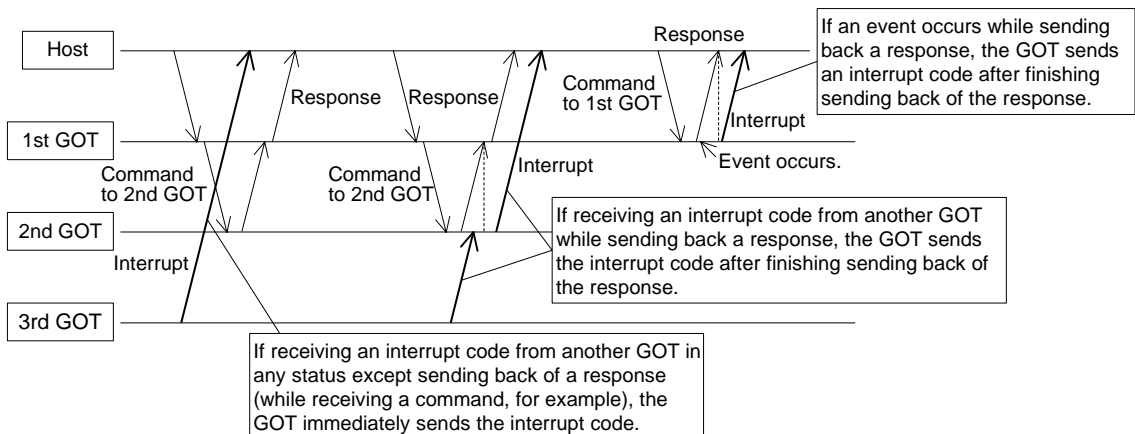 Host
1st GOT
2nd GOT
3rd GOT
Response
Command
to 2nd GOT
Interrupt
Response
Command
to 2nd GOT
Interrupt
Response
Command
to 1st GOT
Interrupt
Event occurs.
If an event occurs while sending
back a response, the GOT sends
an interrupt code after finishing
sending back of the response.
If receiving an interrupt code from another GOT
while sending back a response, the GOT sends
the interrupt code after finishing sending back of
the response.
If receiving an interrupt code from another GOT in
any status except sending back of a response
(while receiving a command, for example), the
GOT immediately sends the interrupt code.